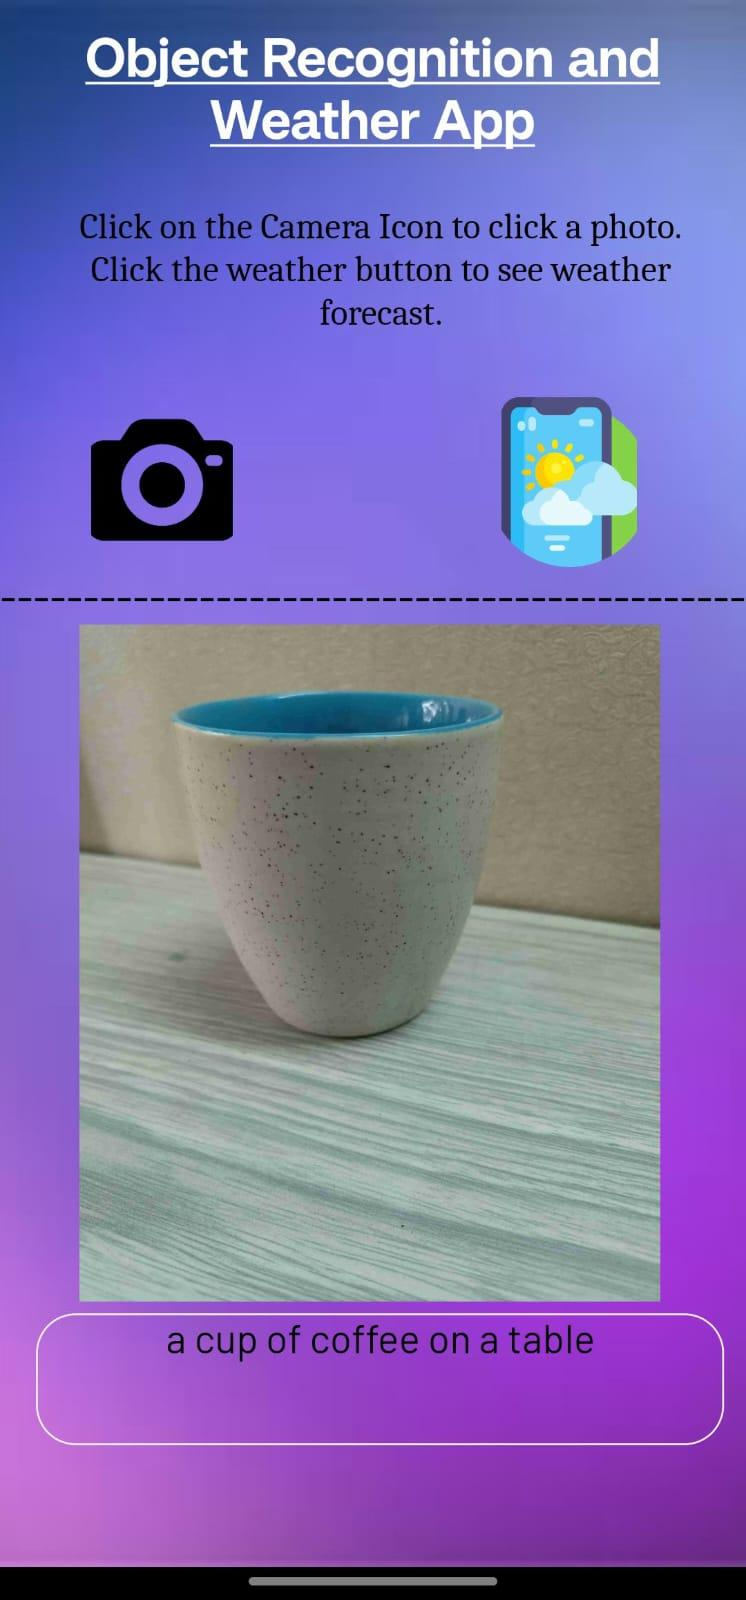 Object Recognition and
Weather App
Click on the Camera Icon to click a photo.
Click the weather button to see weather
forecast.
a cup of coffee on a table